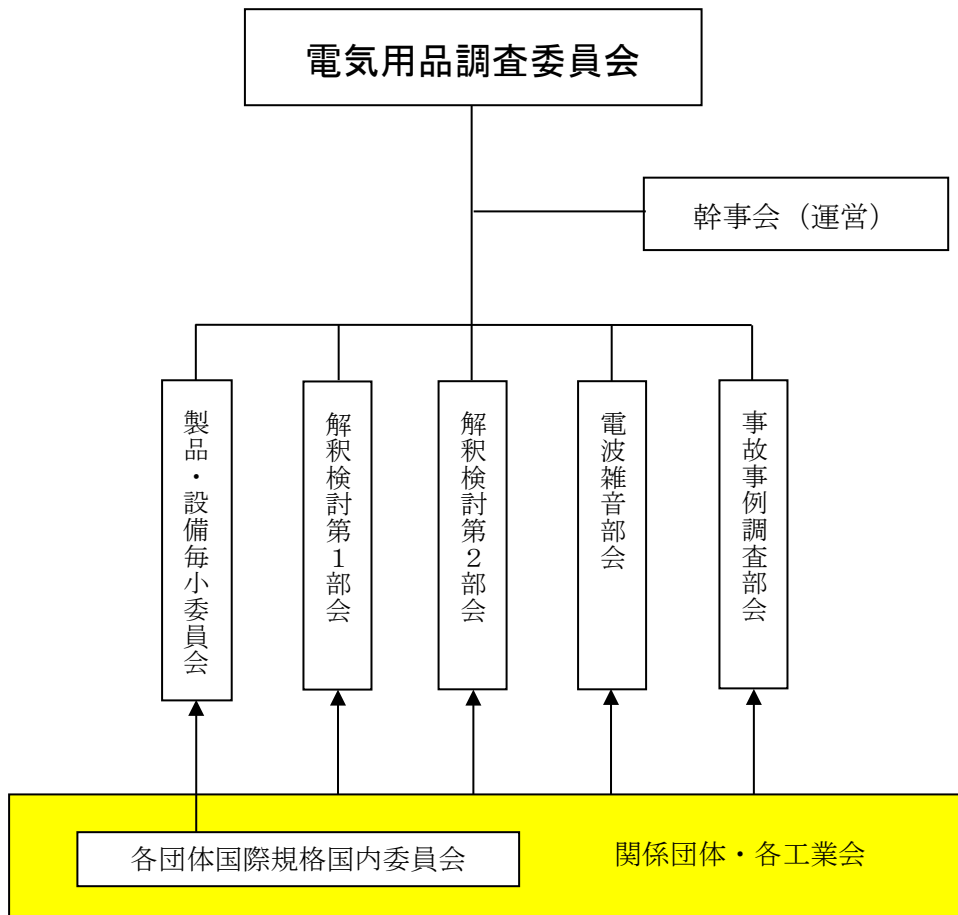 電気用品調査委員会
幹事会（運営）
製品・設備毎小委員会
解釈検討第１部会
解釈検討第２部会
電波雑音部会
事故事例調査部会
各団体国際規格国内委員会
関係団体・各工業会